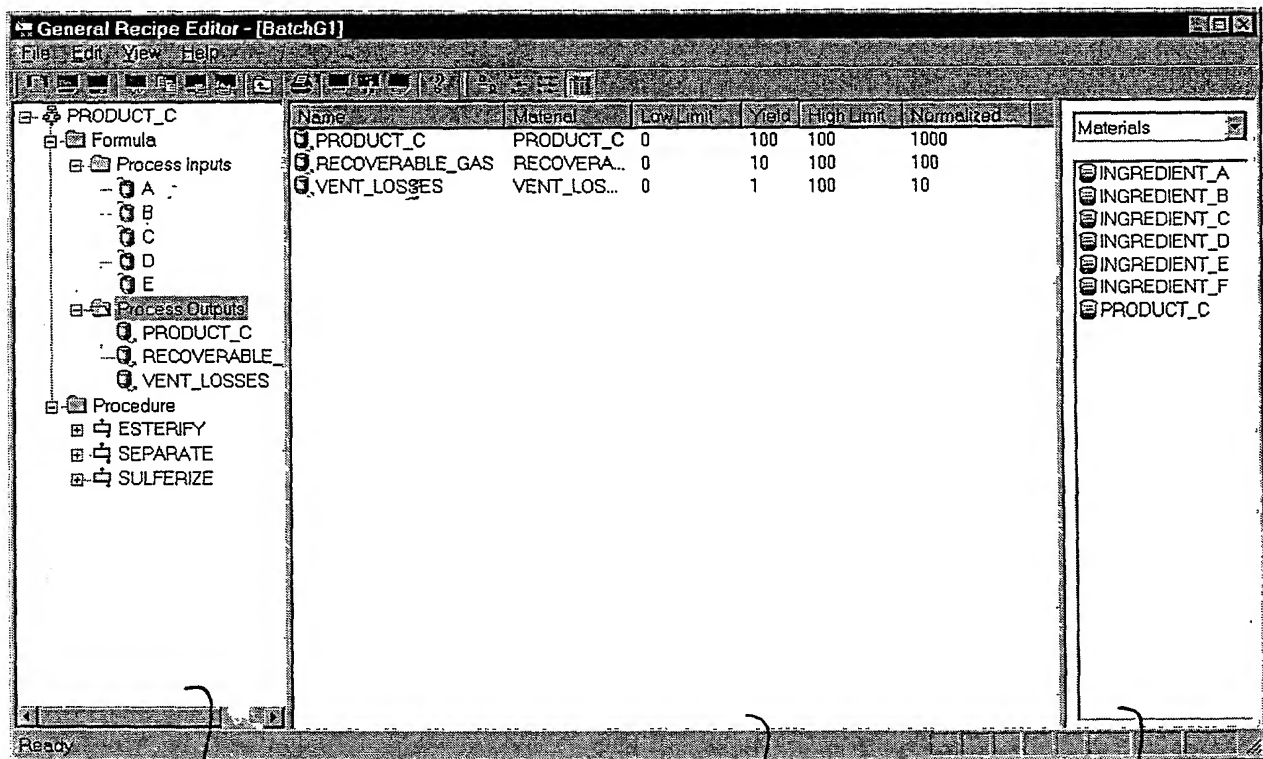 General Recipe Editor - [BatchG1]
File Edit View Help
PRODUCT_C
Formula
Process Inputs
A
B
C
D
E
Process Outputs
PRODUCT_C
RECOVERABLE_
VENT_LOSSES
Procedure
ESTERIFY
SEPARATE
SULFERIZE
Name Material Low Limit Yield High Limit Normalized ...
PRODUCT_C PRODUCT_C 0 100 100 1000
RECOVERABLE_GAS RECOVERA... 0 10 100 100
VENT_LOSSES VENT_LOS... 0 1 100 10
Materials
INGREDIENT_A
INGREDIENT_B
INGREDIENT_C
INGREDIENT_D
INGREDIENT_E
INGREDIENT_F
PRODUCT_C
Ready